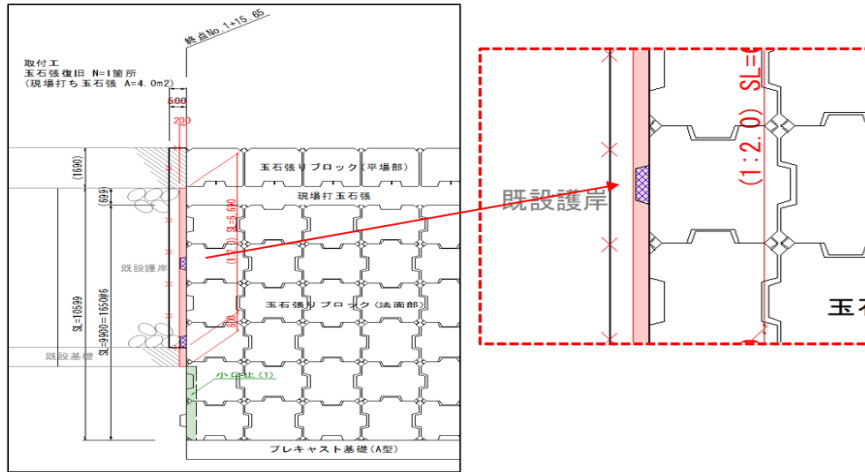 終点No.1+15.65
取付工
玉石張復旧 N=1箇所
(現場打ち玉石張 A=4.0m2)
500
200
(1690)
玉石張りブロック(平場部)
(699)
現場打玉石張
(1:2.0) SL=6.690
既設護岸
玉石張りブロック(法面部)
SL=10599
SL=9900=1650@6
800
既設基礎
小口止(1)
プレキャスト基礎(A型)
(1:2.0) SL=
既設護岸
玉